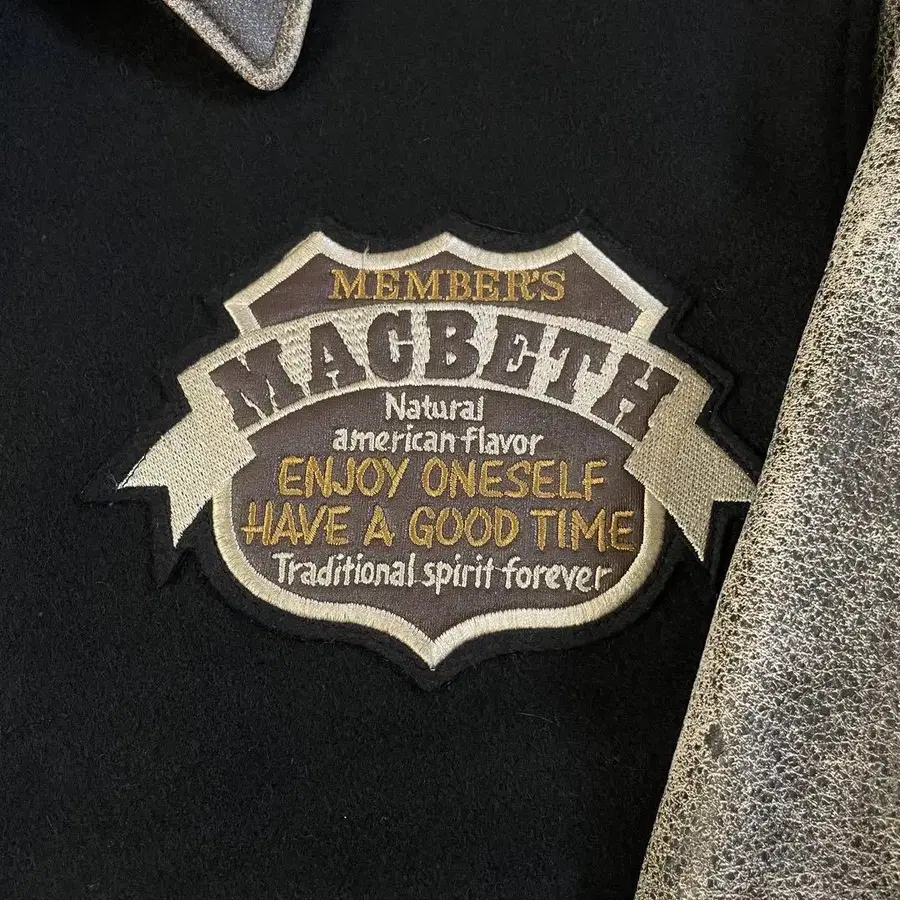 MEMBER'S
MACBETH
Natural
american flavor
ENJOY ONESELF
HAVE A GOOD TIME
Traditional spirit forever